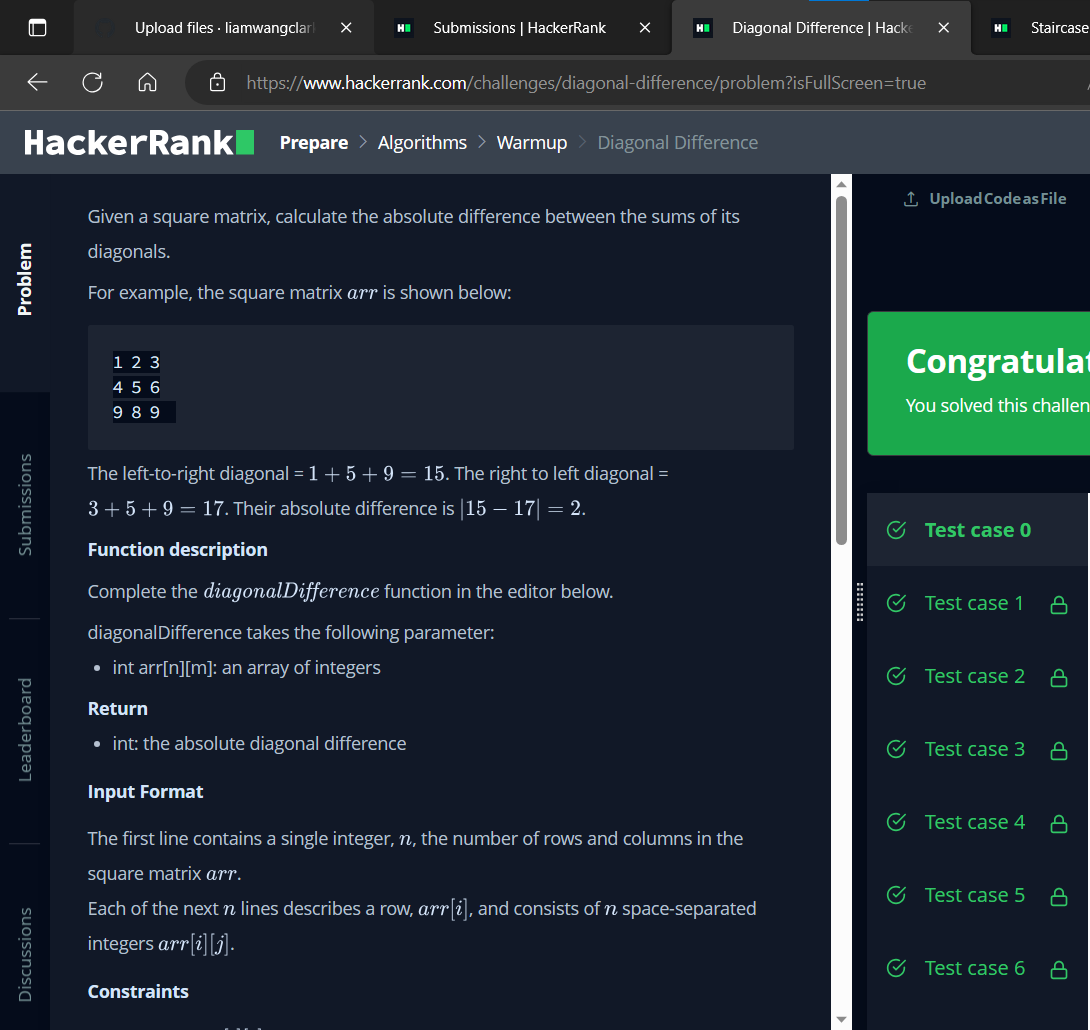 Upload files · liamwangclar
Submissions | HackerRank
Diagonal Difference | Hacke
Staircase
https://www.hackerrank.com/challenges/diagonal-difference/problem?isFullScreen=true
HackerRank
Prepare > Algorithms > Warmup > Diagonal Difference
Problem
Submissions
Leaderboard
Discussions
Given a square matrix, calculate the absolute difference between the sums of its
diagonals.
For example, the square matrix arr is shown below:
1 2 3
4 5 6
9 8 9
The left-to-right diagonal = 1 + 5 + 9 = 15. The right to left diagonal =
3 + 5 + 9 = 17. Their absolute difference is |15 − 17| = 2.
Function description
Complete the diagonalDifference function in the editor below.
diagonalDifference takes the following parameter:
• int arr[n][m]: an array of integers
Return
• int: the absolute diagonal difference
Input Format
The first line contains a single integer, n, the number of rows and columns in the
square matrix arr.
Each of the next n lines describes a row, arr[i], and consists of n space-separated
integers arr[i][j].
Constraints
Upload Code as File
Congratulat
You solved this challen
Test case 0
Test case 1
Test case 2
Test case 3
Test case 4
Test case 5
Test case 6